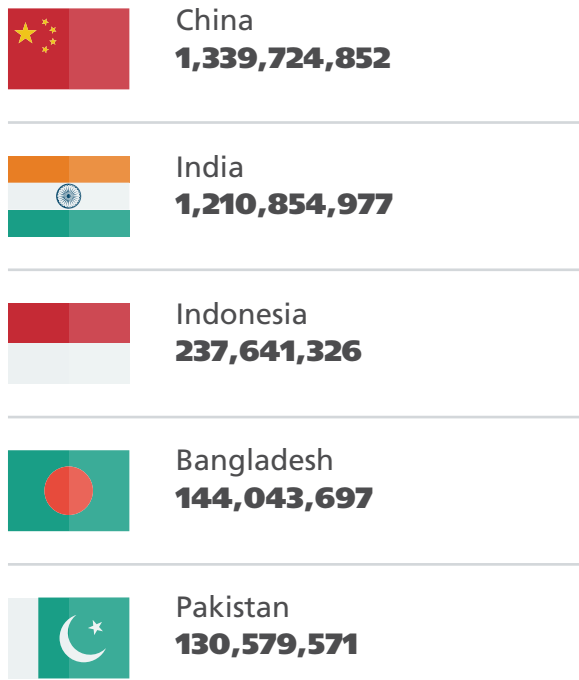 China
1,339,724,852
India
1,210,854,977
Indonesia
237,641,326
Bangladesh
144,043,697
Pakistan
130,579,571